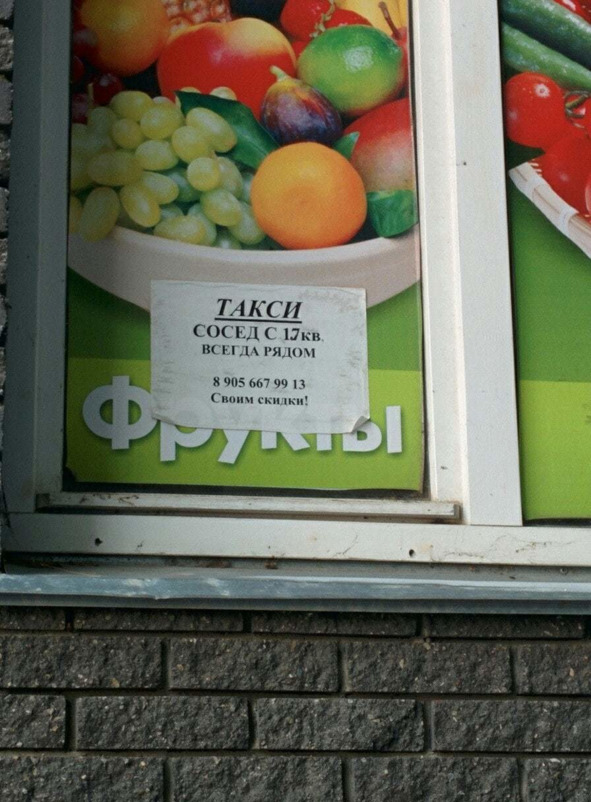 ТАКСИ
СОСЕД С 17кв.
ВСЕГДА РЯДОМ
8 905 667 99 13
Своим скидки!
Фрукты